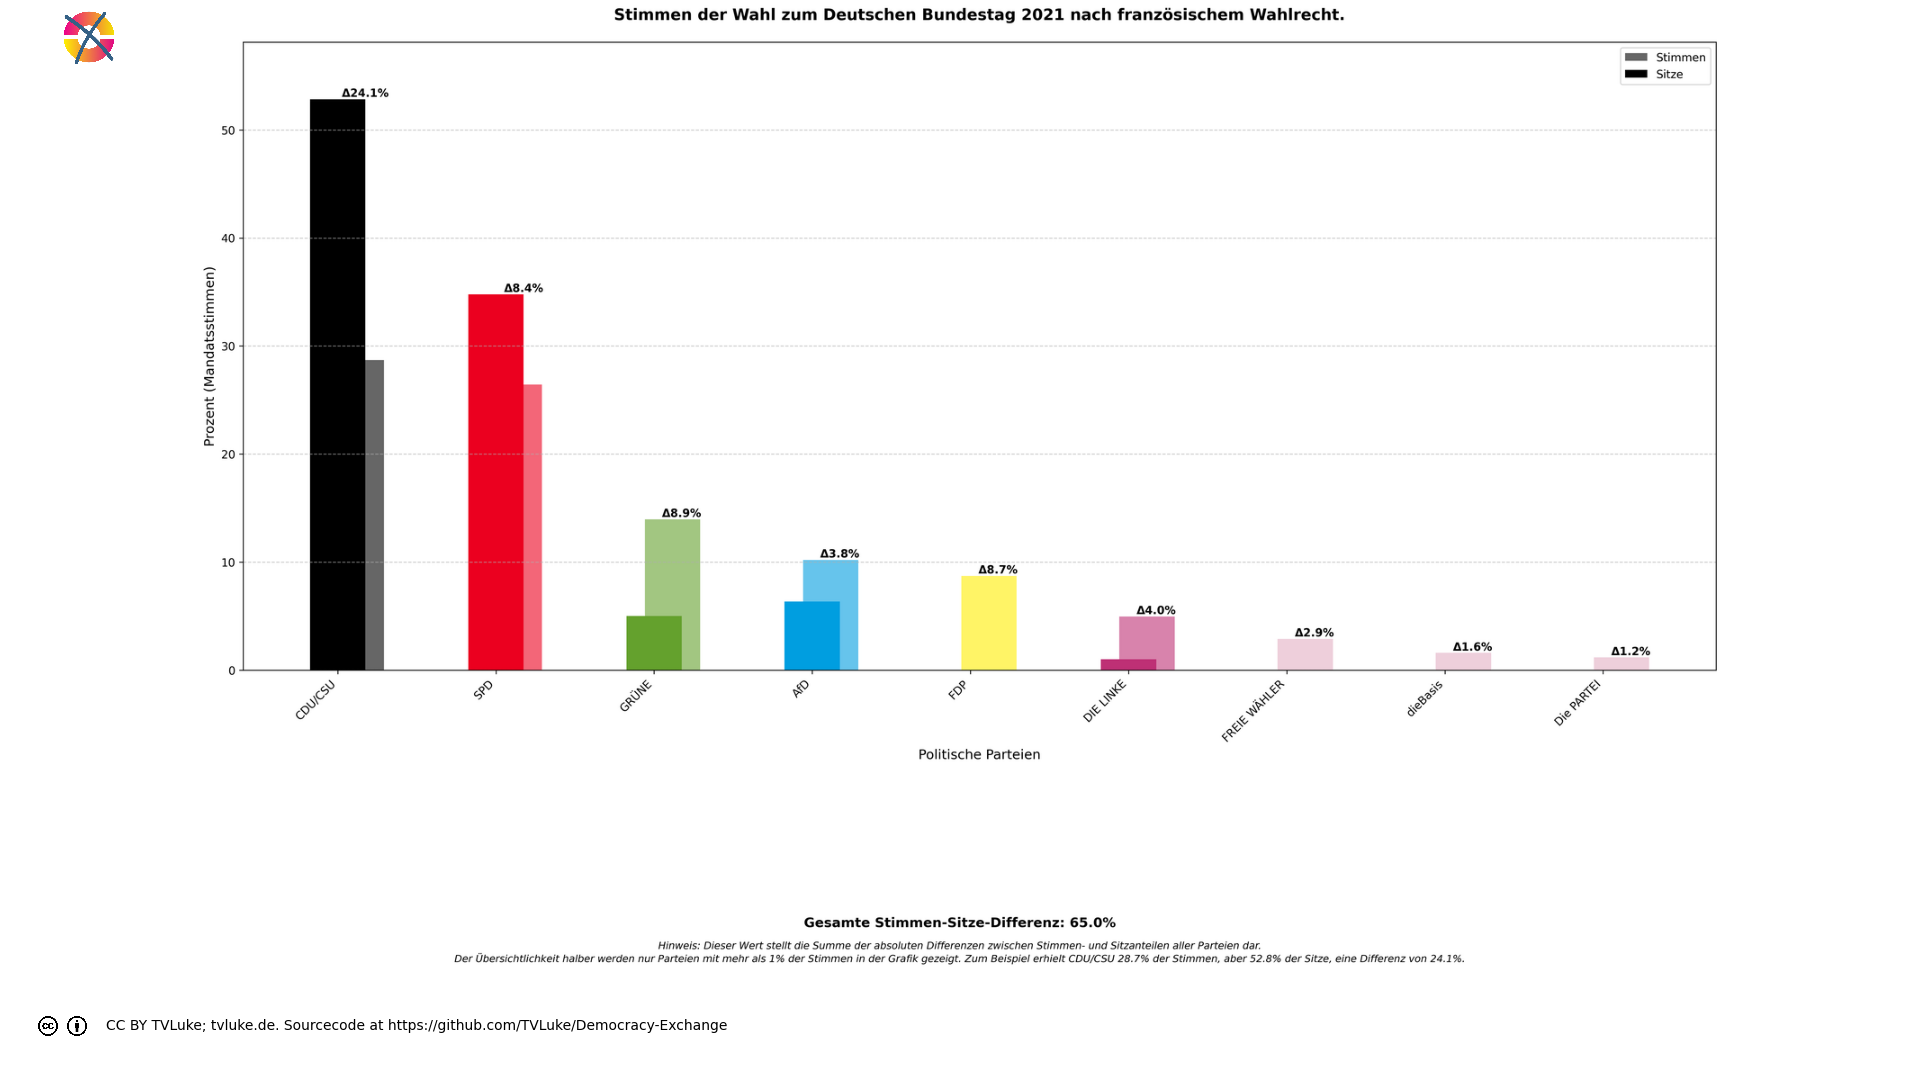 Stimmen der Wahl zum Deutschen Bundestag 2021 nach französischem Wahlrecht.
Stimmen
Sitze
Prozent (Mandatsstimmen)
50
40
30
20
10
0
Δ24.1%
Δ8.4%
Δ8.9%
Δ3.8%
Δ8.7%
Δ4.0%
Δ2.9%
Δ1.6%
Δ1.2%
CDU/CSU
SPD
GRÜNE
AfD
FDP
DIE LINKE
FREIE WÄHLER
dieBasis
Die PARTEI
Politische Parteien
Gesamte Stimmen-Sitze-Differenz: 65.0%
Hinweis: Dieser Wert stellt die Summe der absoluten Differenzen zwischen Stimmen- und Sitzanteilen aller Parteien dar.
Der Übersichtlichkeit halber werden nur Parteien mit mehr als 1% der Stimmen in der Grafik gezeigt. Zum Beispiel erhielt CDU/CSU 28.7% der Stimmen, aber 52.8% der Sitze, eine Differenz von 24.1%.
cc
CC BY TVLuke; tvluke.de. Sourcecode at https://github.com/TVLuke/Democracy-Exchange